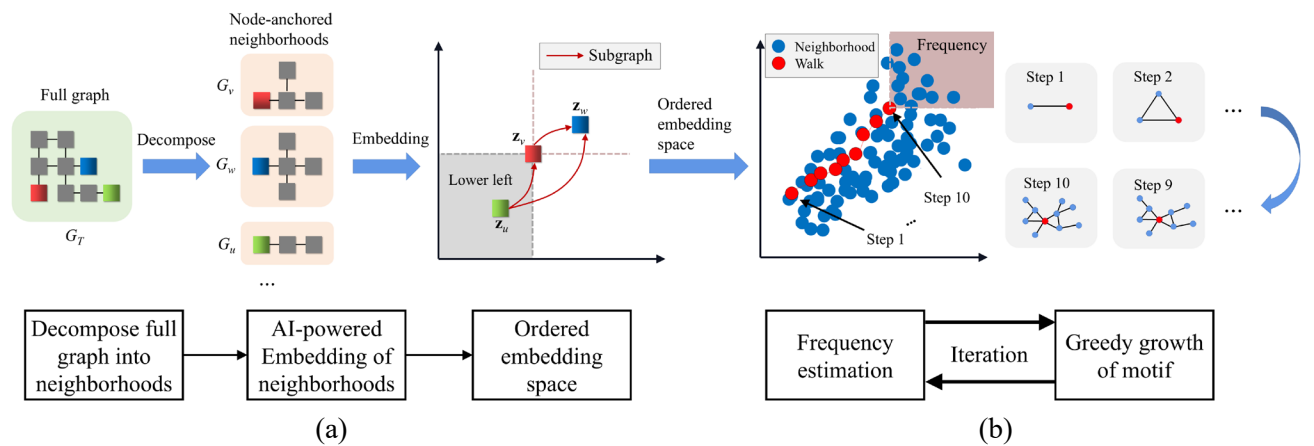 Full graph
G_T
Decompose
Node-anchored
neighborhoods
G_v
G_w
G_u
...
Embedding
Subgraph
z_w
z_v
Lower left
z_u
Ordered
embedding
space
Neighborhood
Walk
Frequency
Step 10
Step 1
...
Step 1
Step 2
...
Step 10
Step 9
...
Decompose full
graph into
neighborhoods
AI-powered
Embedding of
neighborhoods
Ordered
embedding
space
(a)
Frequency
estimation
Iteration
Greedy growth
of motif
(b)